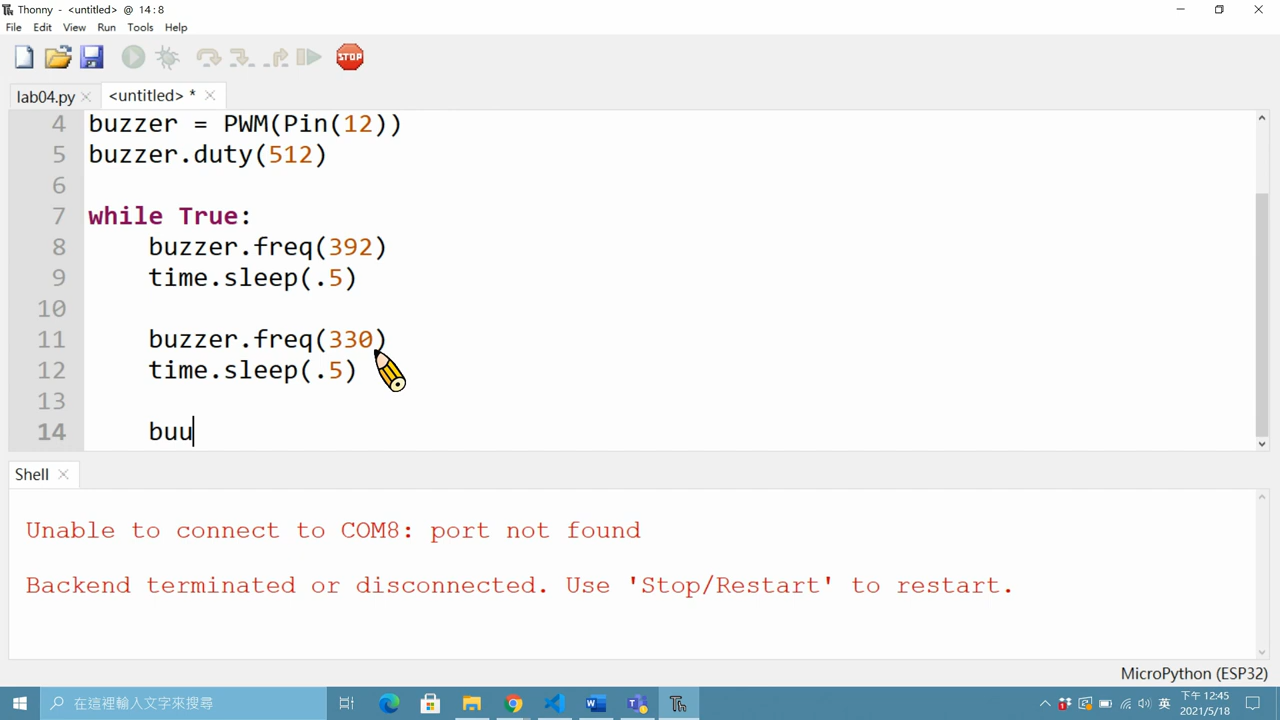 Thonny - <untitled> @ 14 : 8
File Edit View Run Tools Help
STOP
lab04.py
<untitled> *
4 buzzer = PWM(Pin(12))
5 buzzer.duty(512)
6
7 while True:
8 buzzer.freq(392)
9 time.sleep(.5)
10
11 buzzer.freq(330)
12 time.sleep(.5)
13
14 buu
Shell
Unable to connect to COM8: port not found
Backend terminated or disconnected. Use 'Stop/Restart' to restart.
MicroPython (ESP32)
在這裡輸入文字來搜尋
英
下午 12:45
2021/5/18